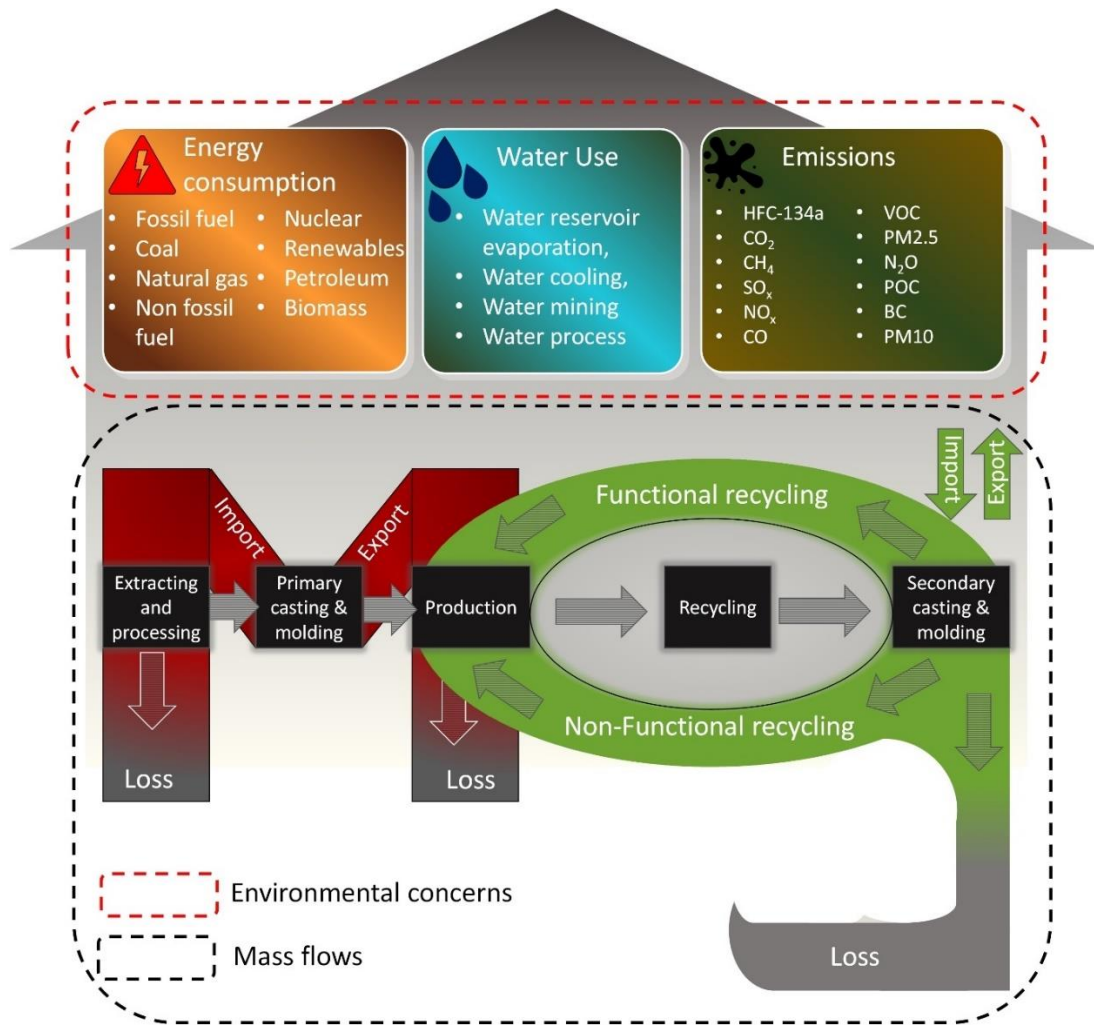 Energy
consumption
• Fossil fuel
• Coal
• Natural gas
• Non fossil
fuel
• Nuclear
• Renewables
• Petroleum
• Biomass
Water Use
• Water reservoir
evaporation,
• Water cooling,
• Water mining
• Water process
Emissions
• HFC-134a
• CO₂
• CH₄
• SOₓ
• NOₓ
• CO
• VOC
• PM2.5
• N₂O
• POC
• BC
• PM10
Import
Export
Functional recycling
Import
Export
Extracting
and
processing
Primary
casting &
molding
Production
Recycling
Secondary
casting &
molding
Non-Functional recycling
Loss
Loss
Loss
Environmental concerns
Mass flows